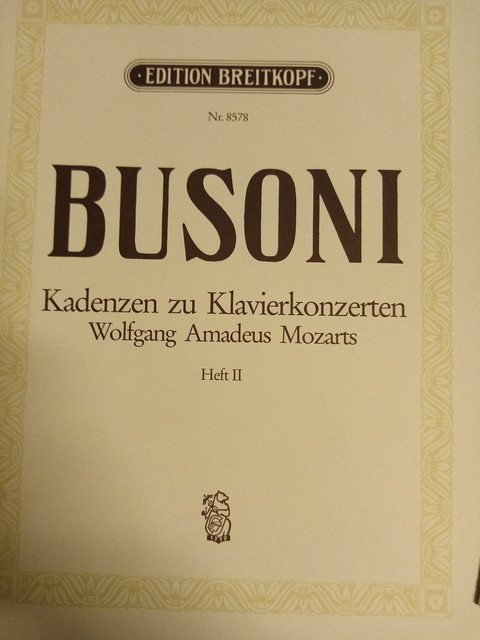 · EDITION BREITKOPF ·
Nr. 8578
BUSONI
Kadenzen zu Klavierkonzerten
Wolfgang Amadeus Mozarts
Heft II